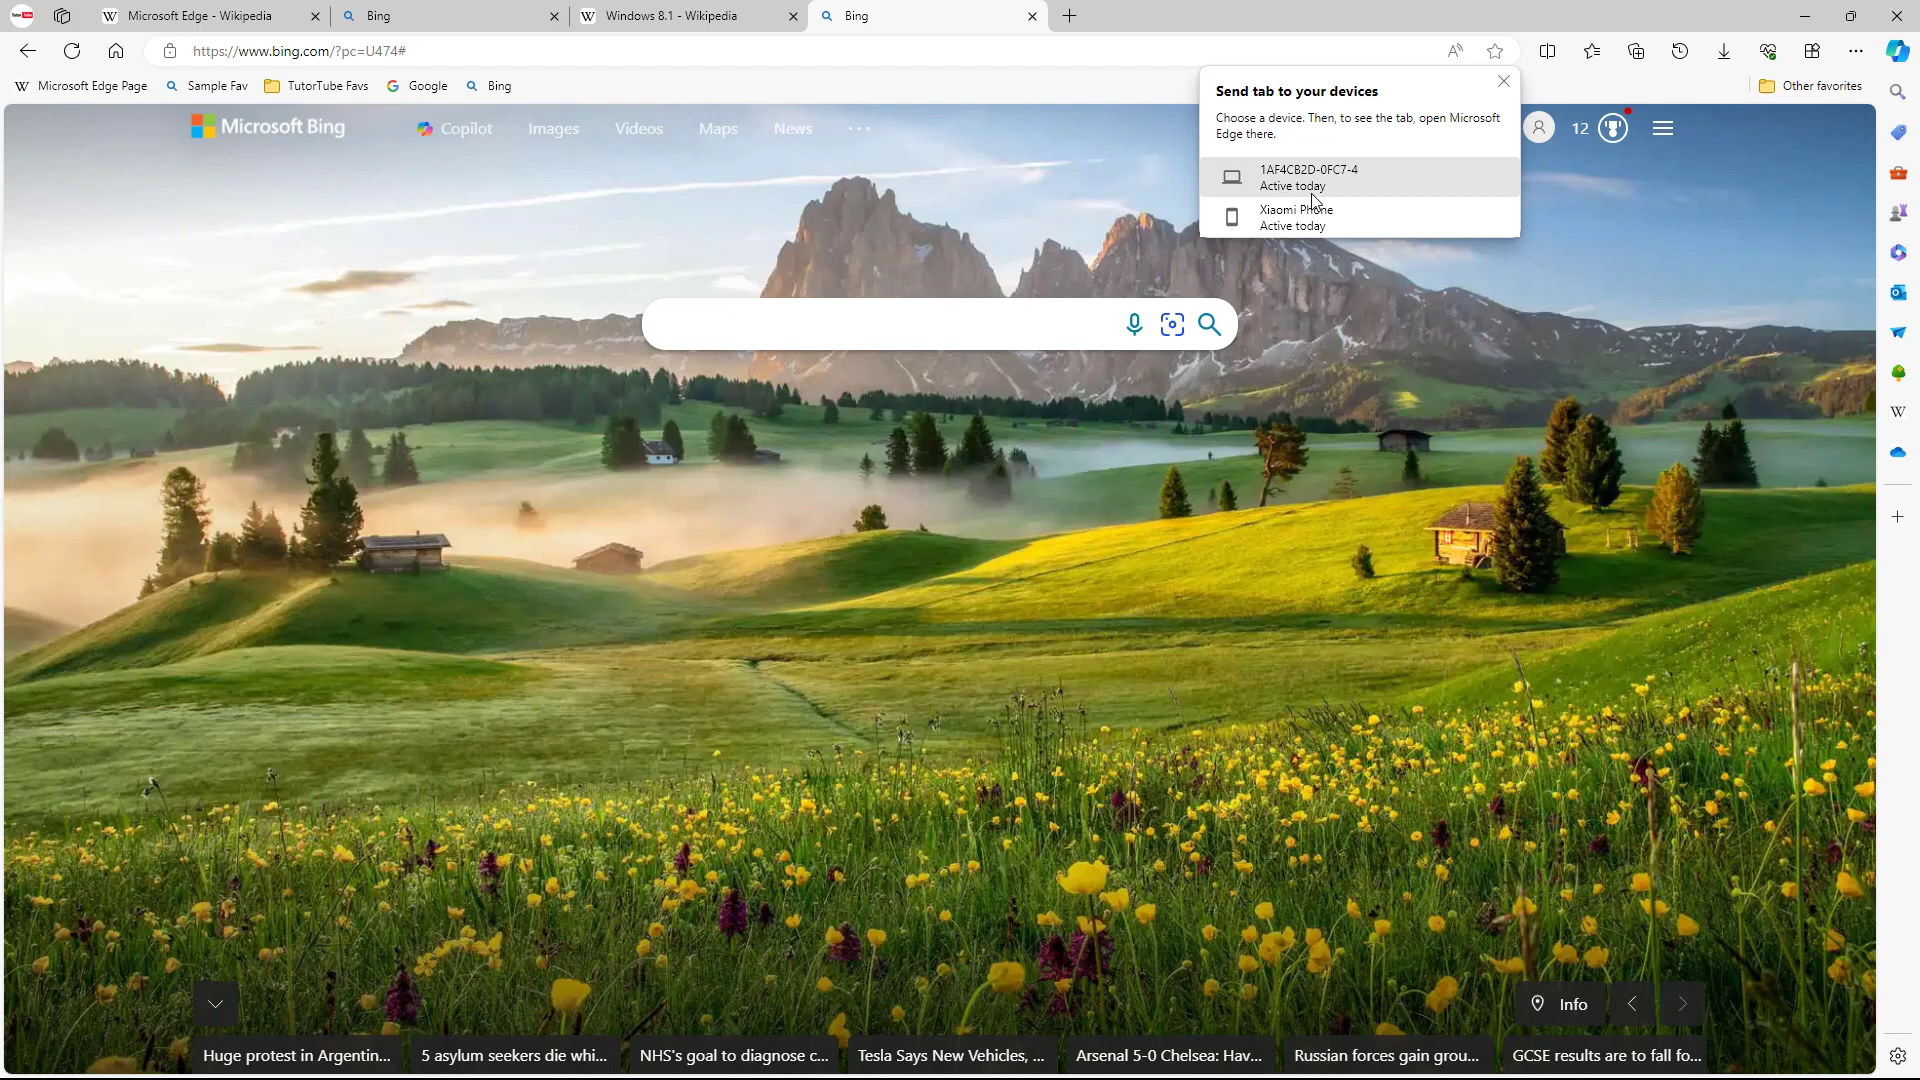 Microsoft Edge - Wikipedia
Bing
Windows 8.1 - Wikipedia
Bing
https://www.bing.com/?pc=U474#
Microsoft Edge Page
Sample Fav
TutorTube Favs
Google
Bing
Other favorites
Microsoft Bing
Copilot
Images
Videos
Maps
News
12
Send tab to your devices
Choose a device. Then, to see the tab, open Microsoft
Edge there.
1AF4CB2D-0FC7-4
Active today
Xiaomi Phone
Active today
Info
Huge protest in Argentin...
5 asylum seekers die whi...
NHS's goal to diagnose c...
Tesla Says New Vehicles, ...
Arsenal 5-0 Chelsea: Hav...
Russian forces gain grou...
GCSE results are to fall fo...